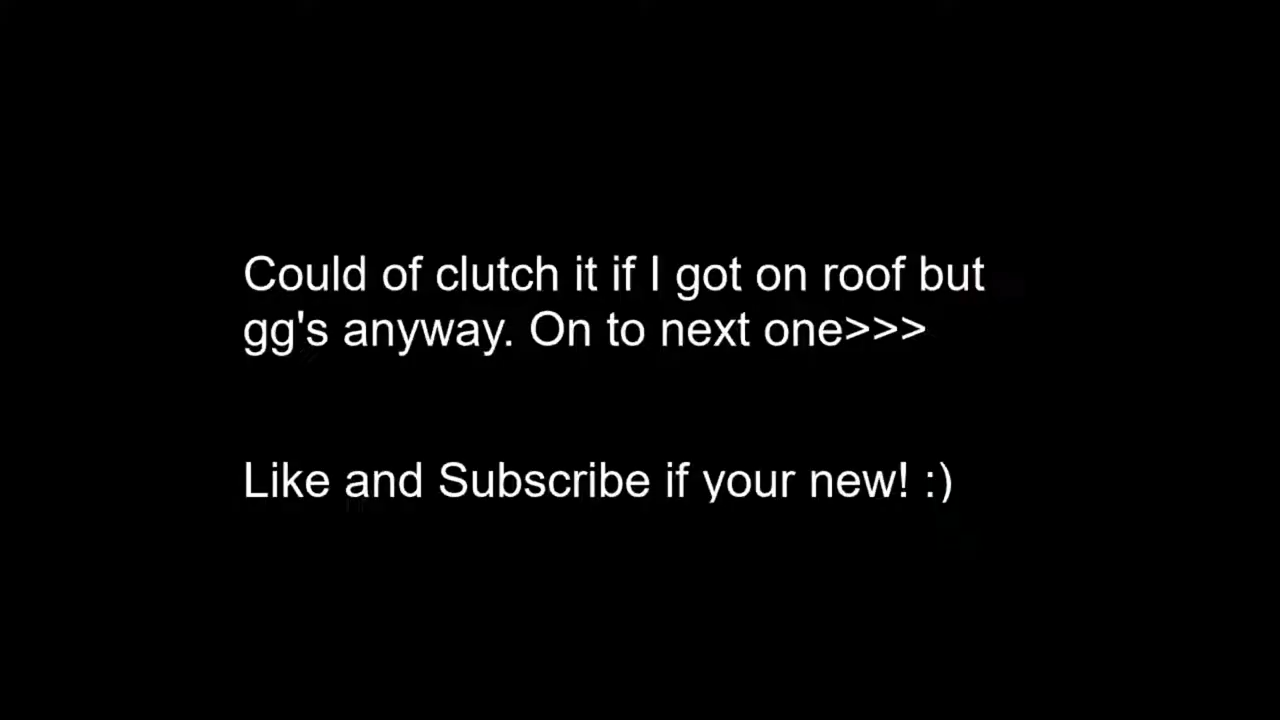 Could of clutch it if I got on roof but
gg's anyway. On to next one>>>
Like and Subscribe if your new! :)